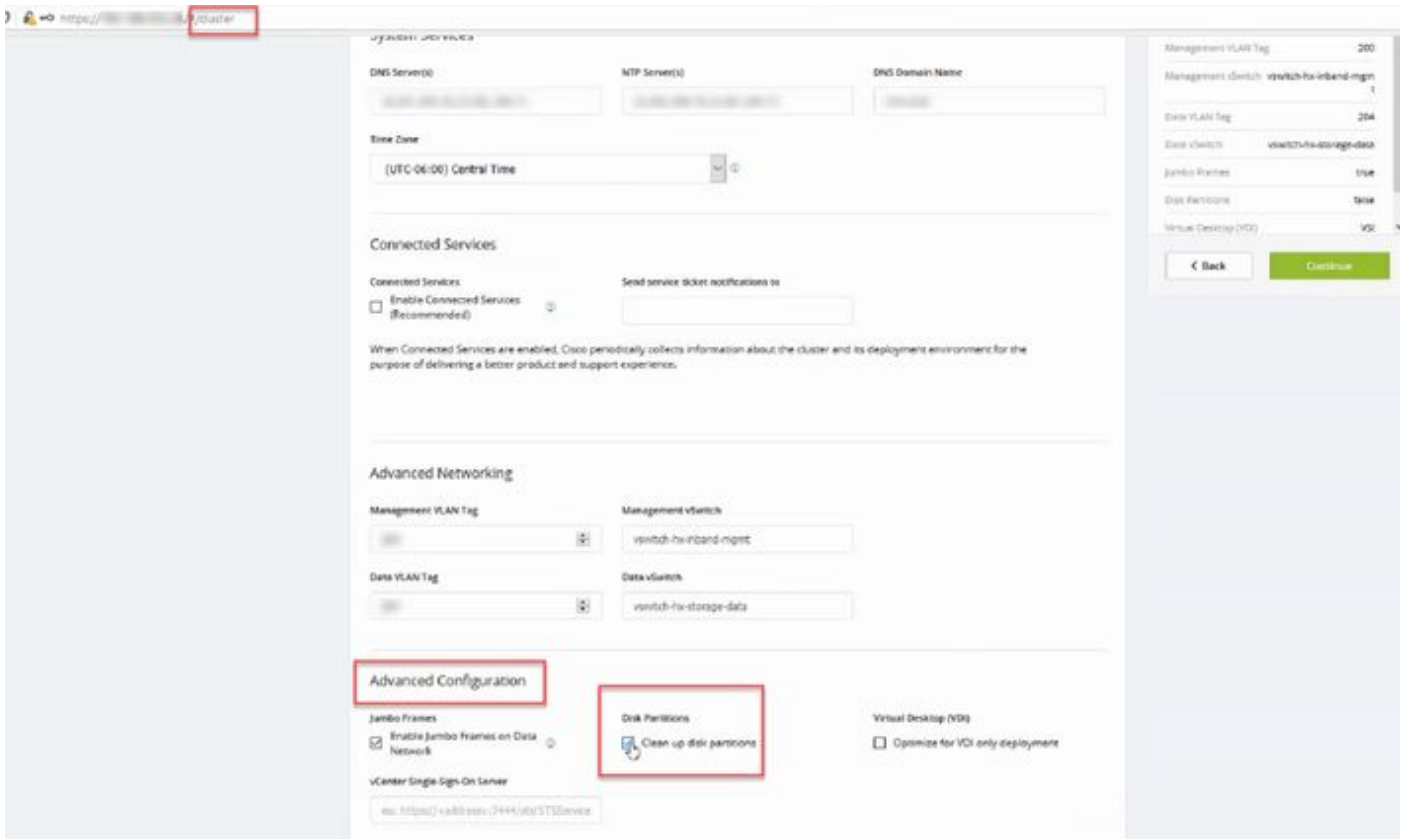 https://
/cluster
System Services
DNS Server(s)
NTP Server(s)
DNS Domain Name
Time Zone
(UTC-06:00) Central Time
Connected Services
Connected Services
Enable Connected Services
(Recommended)
Send service ticket notifications to
When Connected Services are enabled, Cisco periodically collects information about the cluster and its deployment environment for the
purpose of delivering a better product and support experience.
Advanced Networking
Management VLAN Tag
Management vSwitch
vswitch-hx-inband-mgmt
Data VLAN Tag
Data vSwitch
vswitch-hx-storage-data
Advanced Configuration
Jumbo Frames
Enable Jumbo Frames on Data
Network
Disk Partitions
Clean up disk partitions
Virtual Desktop (VDI)
Optimize for VDI only deployment
vCenter Single-Sign-On Server
Management VLAN Tag 200
Management vSwitch vswitch-hx-inband-mgm
t
Data VLAN Tag 204
Data vSwitch vswitch-hx-storage-data
Jumbo Frames true
Disk Partitions false
Virtual Desktop (VDI) VSI
< Back
Continue